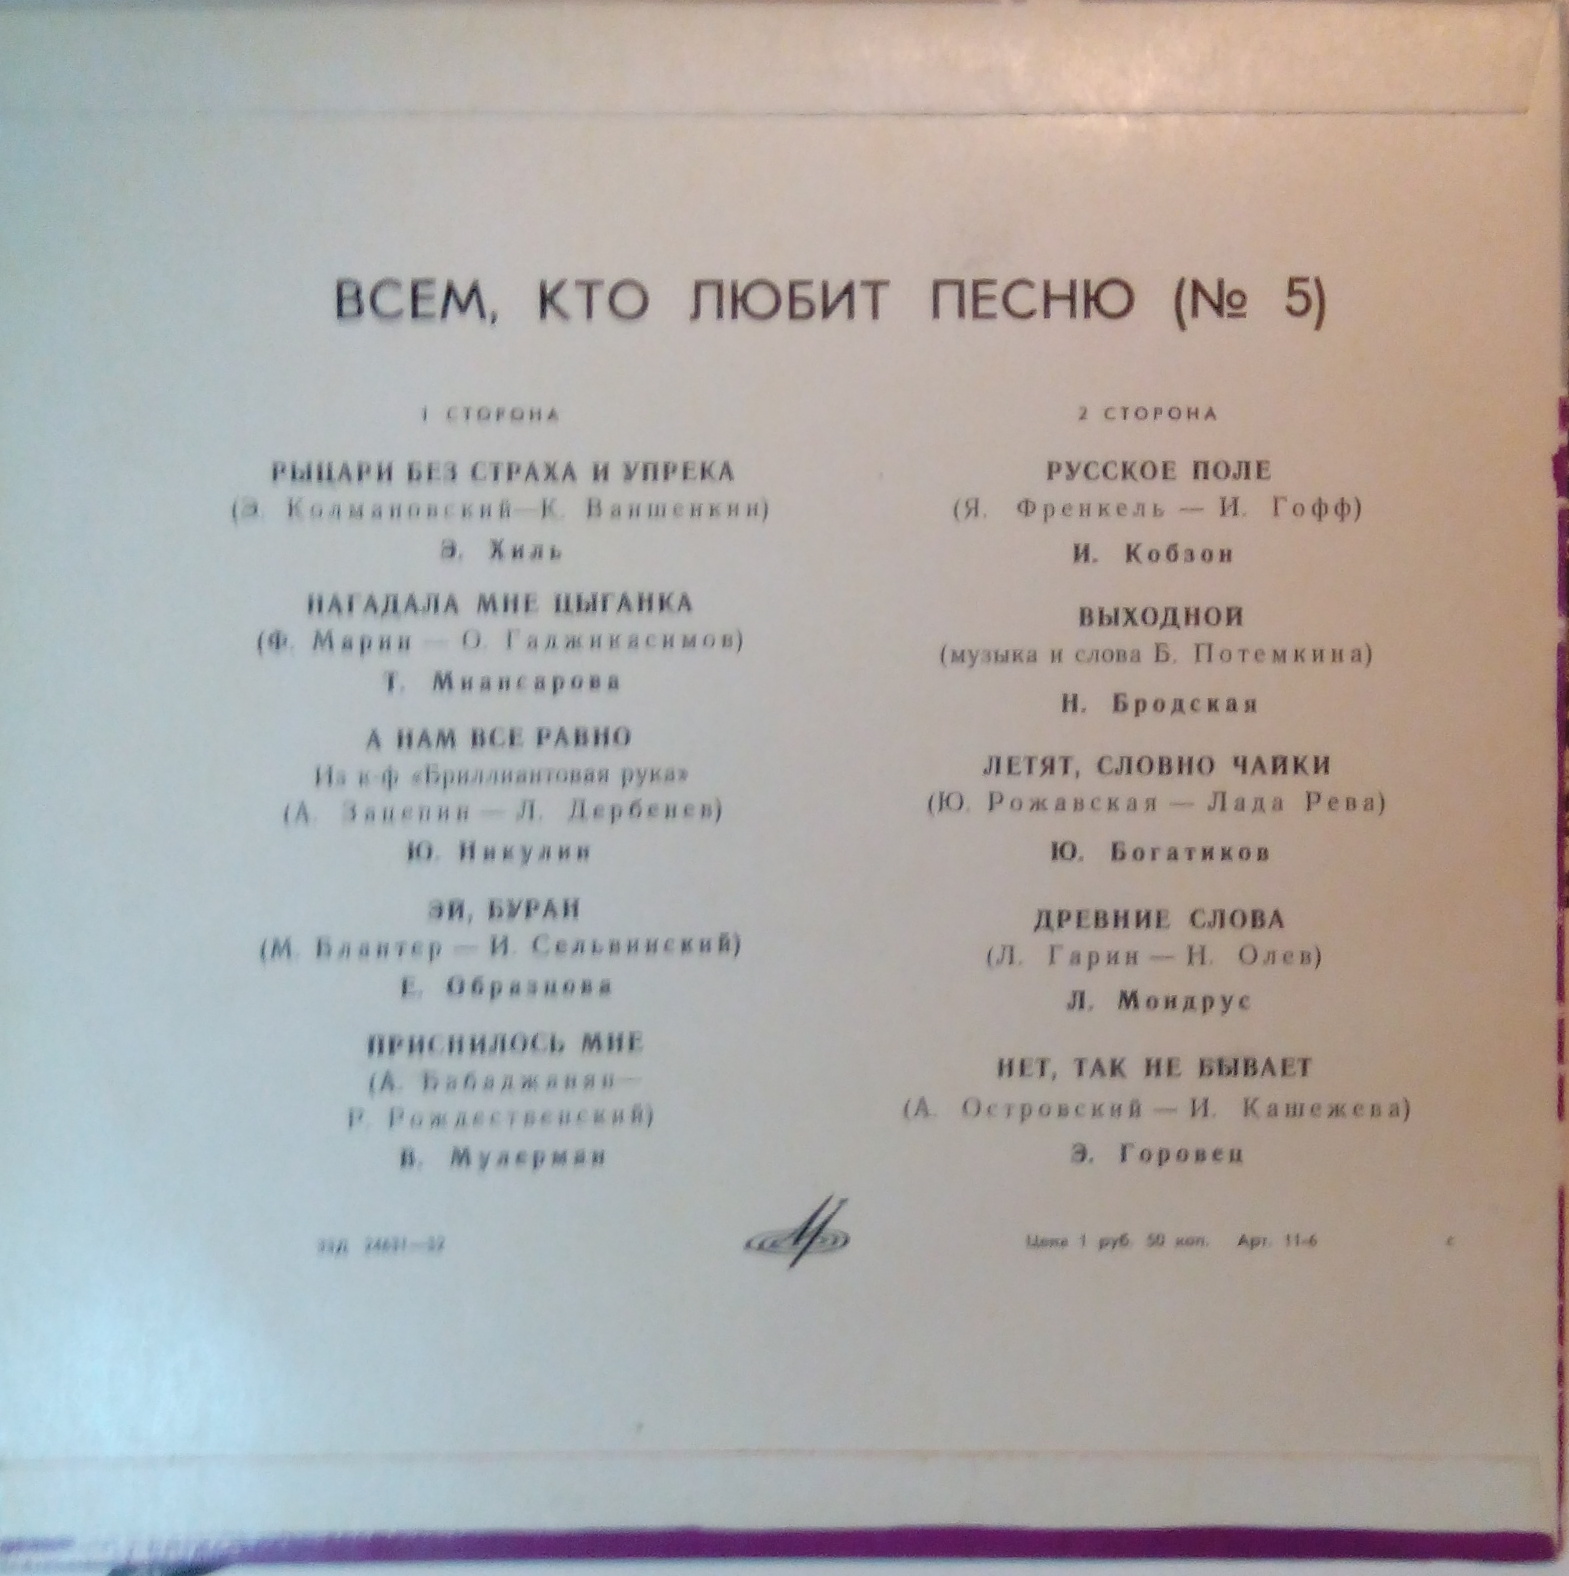 ВСЕМ, КТО ЛЮБИТ ПЕСНЮ (№ 5)
1 СТОРОНА
РЫЦАРИ БЕЗ СТРАХА И УПРЕКА
(Э. Колмановский — К. Ваншенкин)
Э. Хиль
НАГАДАЛА МНЕ ЦЫГАНКА
(Ф. Марин — О. Гаджикасимов)
Т. Миансарова
А НАМ ВСЕ РАВНО
Из к-ф «Бриллиантовая рука»
(А. Зацепин — Л. Дербенев)
Ю. Никулин
ЭЙ, БУРАН
(М. Блантер — И. Сельвинский)
Е. Образцова
ПРИСНИЛОСЬ МНЕ
(А. Бабаджанян —
Р. Рождественский)
В. Мулерман
2 СТОРОНА
РУССКОЕ ПОЛЕ
(Я. Френкель — И. Гофф)
И. Кобзон
ВЫХОДНОЙ
(музыка и слова Б. Потемкина)
Н. Бродская
ЛЕТЯТ, СЛОВНО ЧАЙКИ
(Ю. Рожавская — Лада Рева)
Ю. Богатиков
ДРЕВНИЕ СЛОВА
(Л. Гарин — Н. Олев)
Л. Мондрус
НЕТ, ТАК НЕ БЫВАЕТ
(А. Островский — И. Кашежева)
Э. Горовец
Цена 1 руб. 50 коп. Арт. 11-6 с